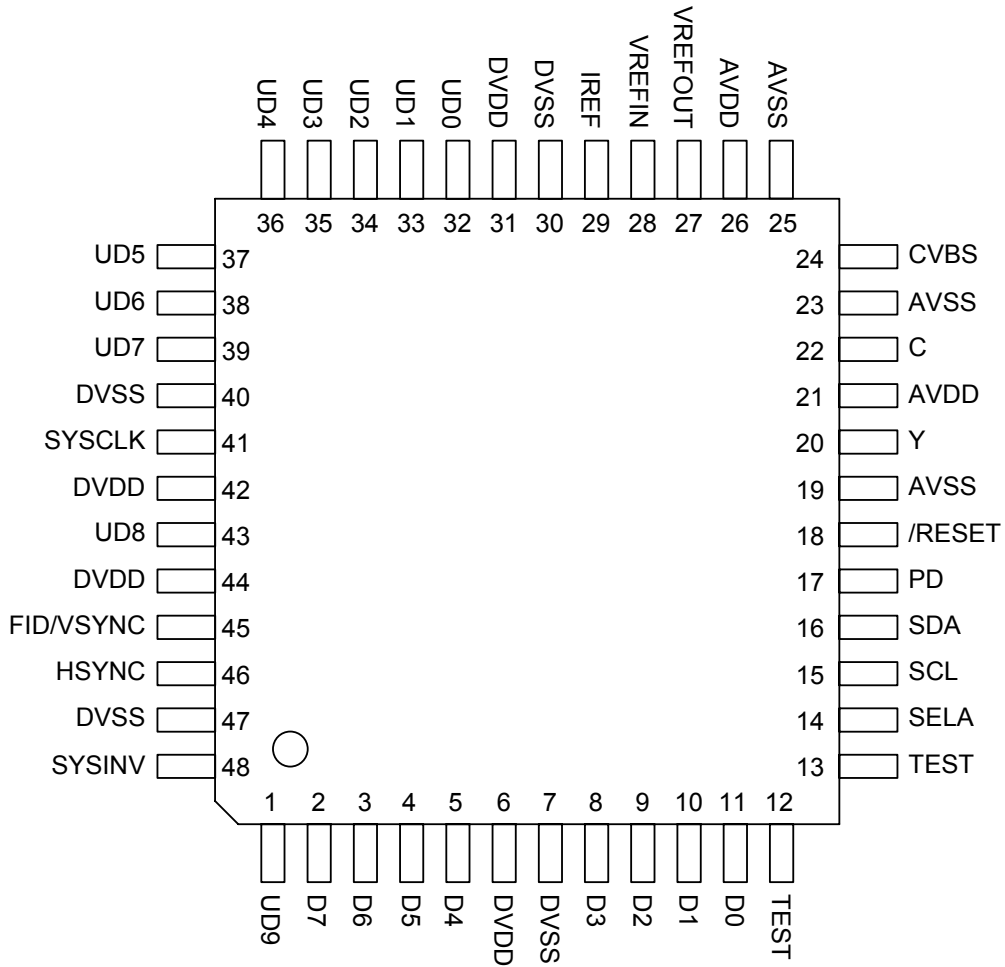 UD4 UD3 UD2 UD1 UD0 DVDD DVSS IREF VREFIN VREFOUT AVDD AVSS
36 35 34 33 32 31 30 29 28 27 26 25
UD5 37 24 CVBS
UD6 38 23 AVSS
UD7 39 22 C
DVSS 40 21 AVDD
SYSCLK 41 20 Y
DVDD 42 19 AVSS
UD8 43 18 /RESET
DVDD 44 17 PD
FID/VSYNC 45 16 SDA
HSYNC 46 15 SCL
DVSS 47 14 SELA
SYSINV 48 13 TEST
1 2 3 4 5 6 7 8 9 10 11 12
UD9 D7 D6 D5 D4 DVDD DVSS D3 D2 D1 D0 TEST